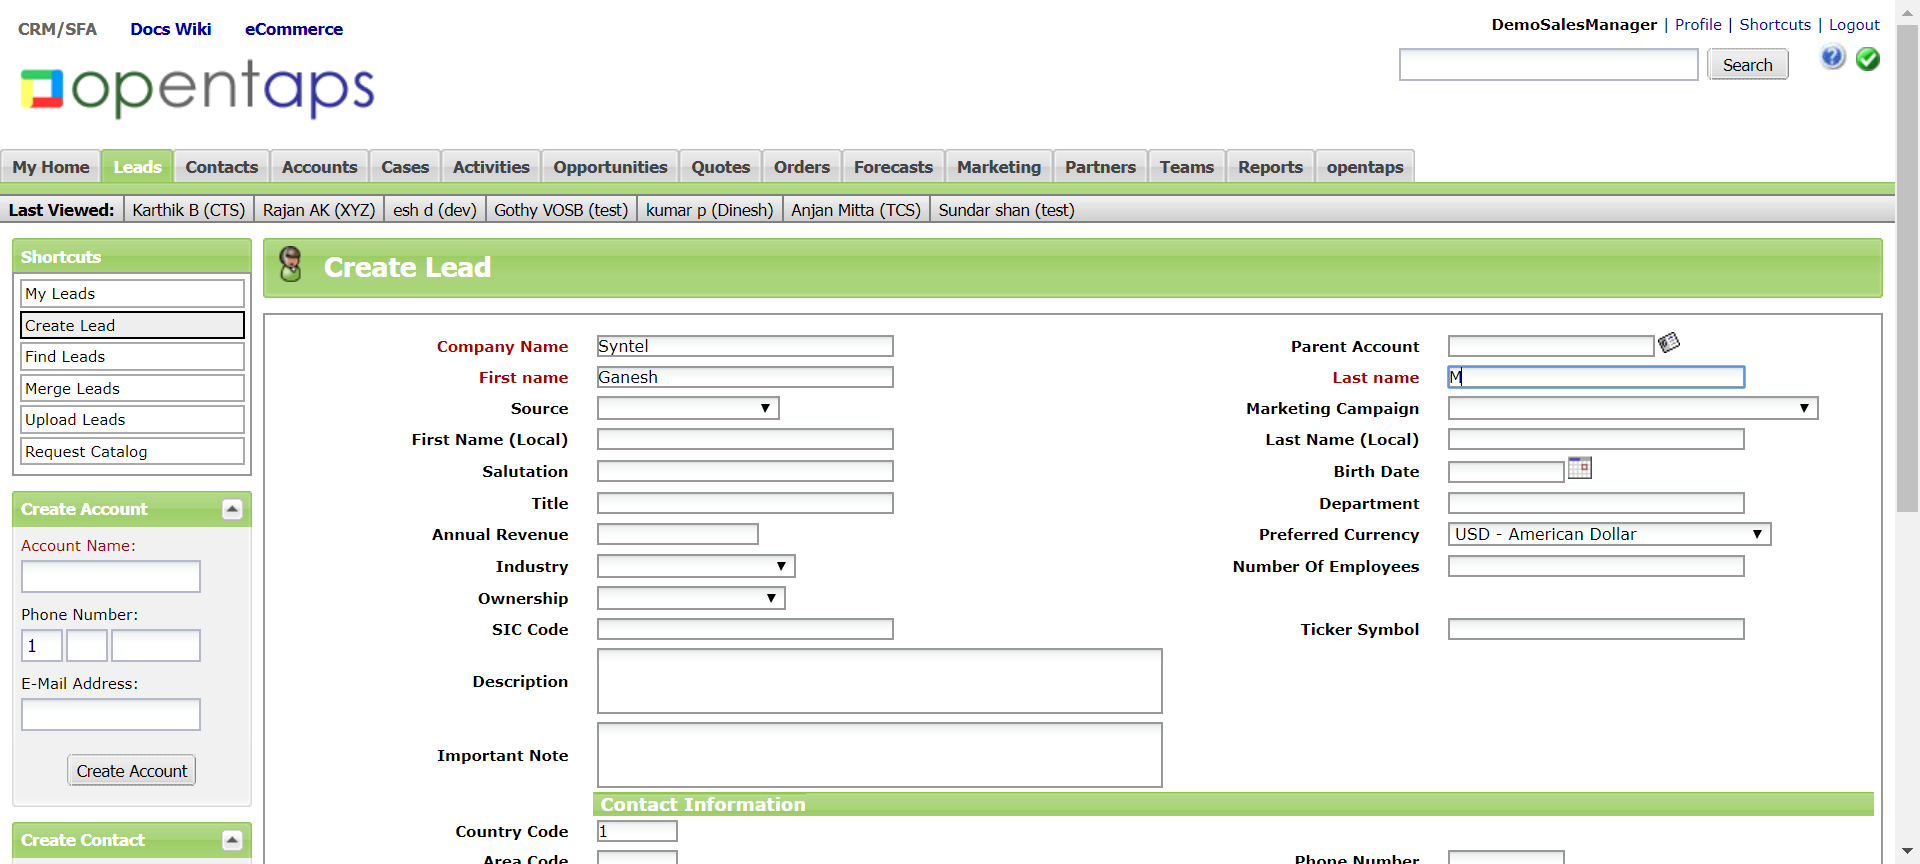 CRM/SFA Docs Wiki eCommerce
DemoSalesManager | Profile | Shortcuts | Logout
Search
opentaps
My Home Leads Contacts Accounts Cases Activities Opportunities Quotes Orders Forecasts Marketing Partners Teams Reports opentaps
Last Viewed: Karthik B (CTS) Rajan AK (XYZ) esh d (dev) Gothy VOSB (test) kumar p (Dinesh) Anjan Mitta (TCS) Sundar shan (test)
Shortcuts
My Leads
Create Lead
Find Leads
Merge Leads
Upload Leads
Request Catalog
Create Account
Account Name:
Phone Number:
1
E-Mail Address:
Create Account
Create Contact
Create Lead
Company Name Syntel Parent Account
First name Ganesh Last name M
Source Marketing Campaign
First Name (Local) Last Name (Local)
Salutation Birth Date
Title Department
Annual Revenue Preferred Currency USD - American Dollar
Industry Number Of Employees
Ownership
SIC Code Ticker Symbol
Description
Important Note
Contact Information
Country Code 1
Area Code Phone Number